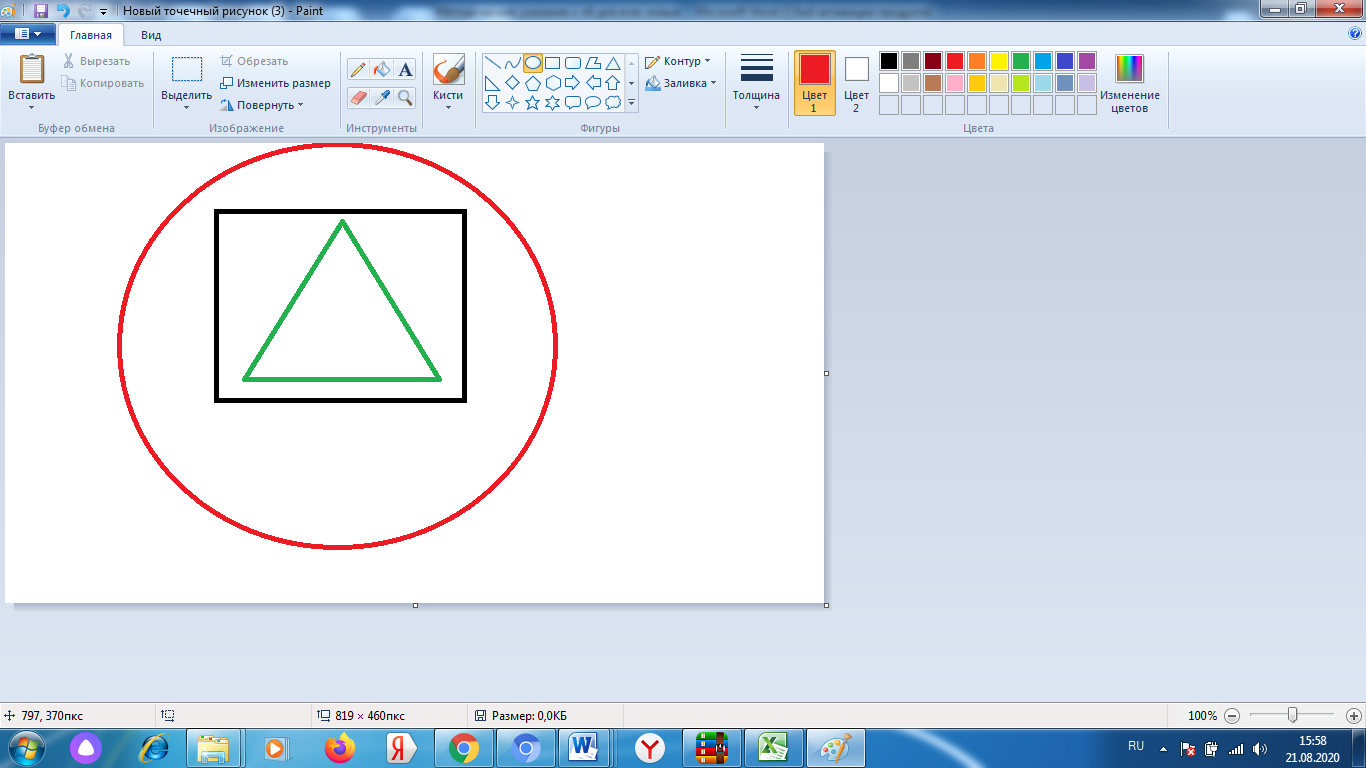 Новый точечный рисунок (3) - Paint
Главная Вид
Вставить
Вырезать
Копировать
Буфер обмена
Выделить
Обрезать
Изменить размер
Повернуть
Изображение
A
Инструменты
Кисти
Контур
Заливка
Фигуры
Толщина
Цвет
1
Цвет
2
Изменение
цветов
Цвета
797, 370пкс
819 × 460пкс
Размер: 0,0КБ
100%
RU
15:58
21.08.2020